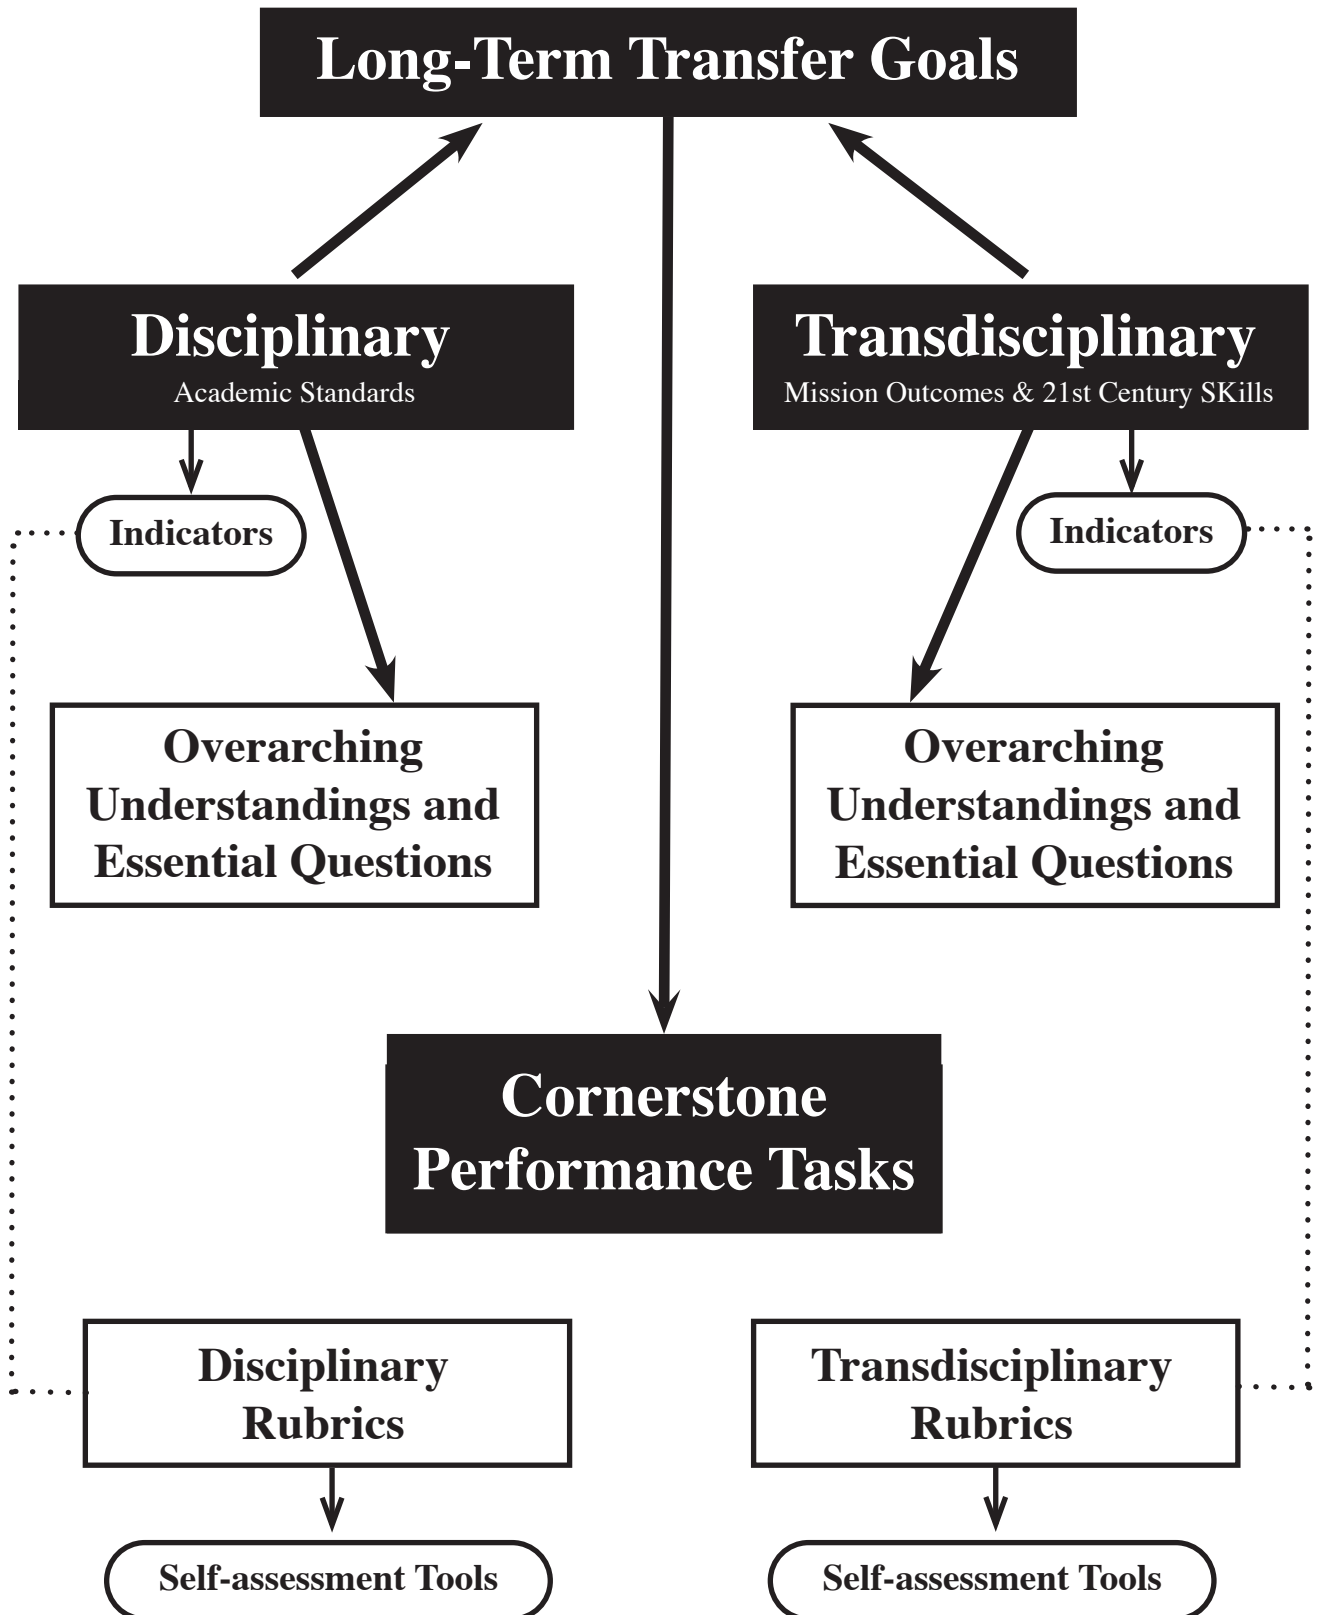 Long-Term Transfer Goals
Disciplinary
Academic Standards
Transdisciplinary
Mission Outcomes & 21st Century SKills
Indicators
Indicators
Overarching
Understandings and
Essential Questions
Overarching
Understandings and
Essential Questions
Cornerstone
Performance Tasks
Disciplinary
Rubrics
Transdisciplinary
Rubrics
Self-assessment Tools
Self-assessment Tools